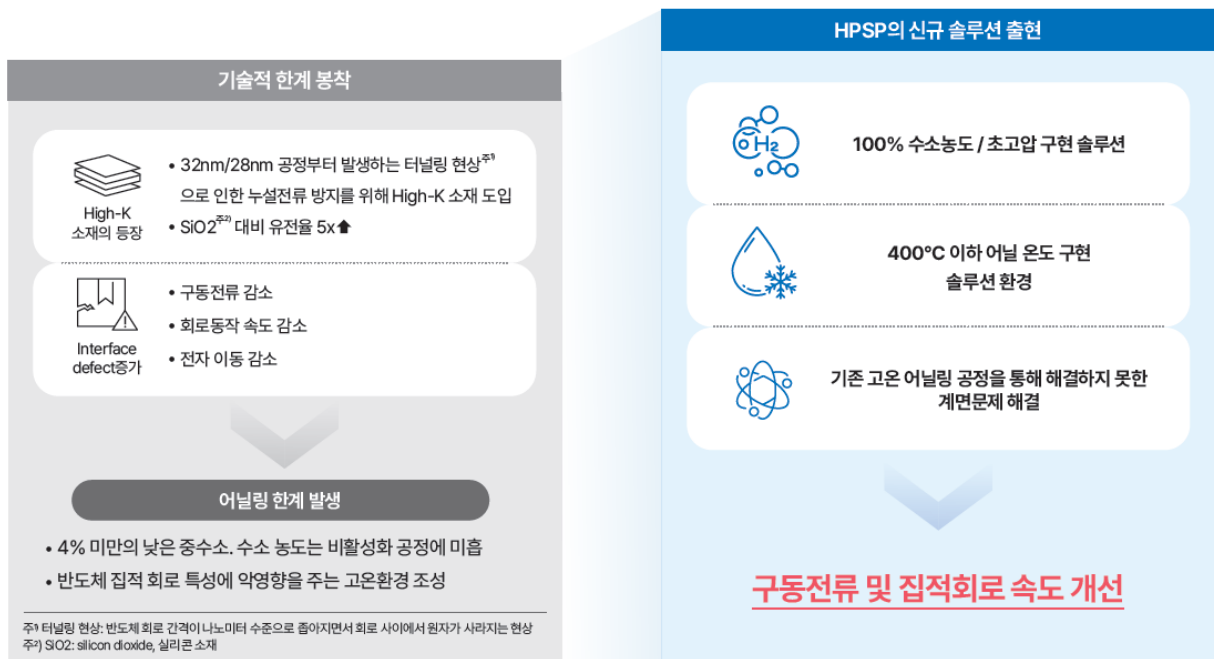 기술적 한계 봉착
High-K
소재의 등장
• 32nm/28nm 공정부터 발생하는 터널링 현상주1)
으로 인한 누설전류 방지를 위해 High-K 소재 도입
• SiO2주2) 대비 유전율 5x⬆
Interface
defect증가
• 구동전류 감소
• 회로동작 속도 감소
• 전자 이동 감소
어닐링 한계 발생
• 4% 미만의 낮은 중수소. 수소 농도는 비활성화 공정에 미흡
• 반도체 집적 회로 특성에 악영향을 주는 고온환경 조성
주1) 터널링 현상: 반도체 회로 간격이 나노미터 수준으로 좁아지면서 회로 사이에서 원자가 사라지는 현상
주2) SiO2: silicon dioxide, 실리콘 소재
HPSP의 신규 솔루션 출현
H2
100% 수소농도 / 초고압 구현 솔루션
400°C 이하 어닐 온도 구현
솔루션 환경
기존 고온 어닐링 공정을 통해 해결하지 못한
계면문제 해결
구동전류 및 집적회로 속도 개선